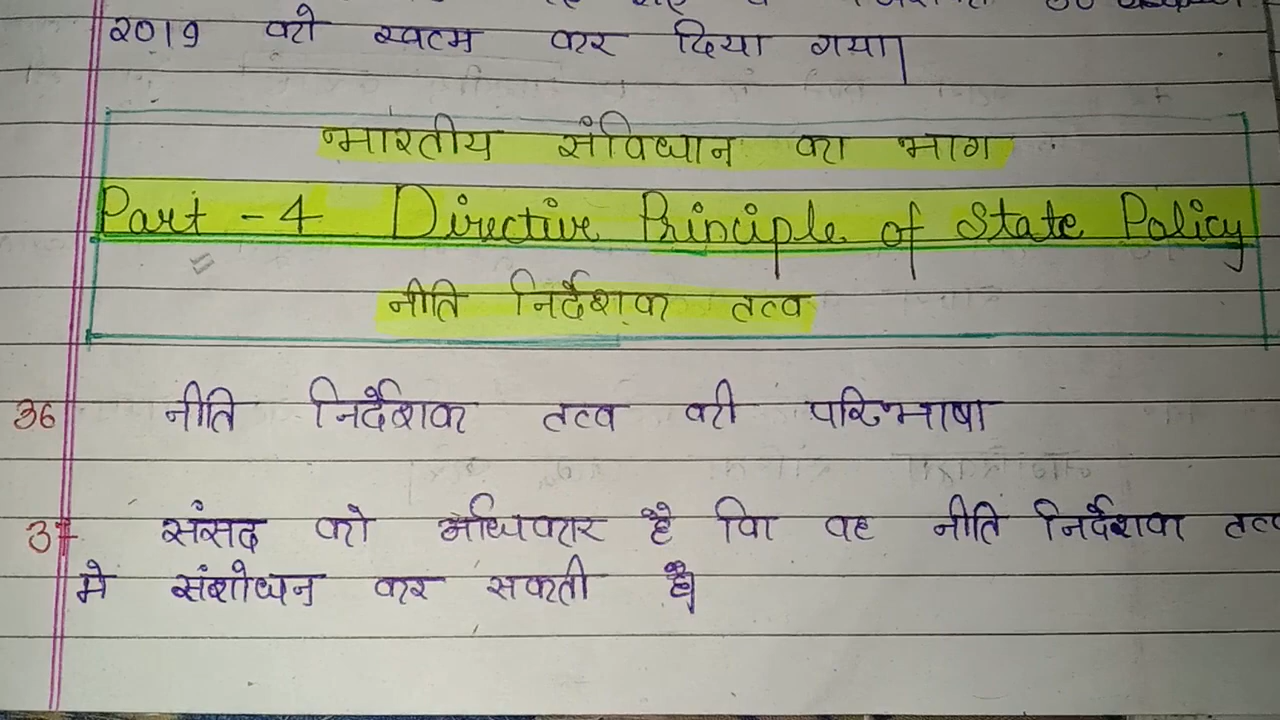 2019 को खत्म कर दिया गया।
भारतीय संविधान का भाग
Part - 4 Directive Principle of State Policy
नीति निर्देशक तत्व
36 नीति निर्देशक तत्व की परिभाषा
37 संसद को अधिकार है कि वह नीति निर्देशक तत्व
मे संशोधन कर सकती है।